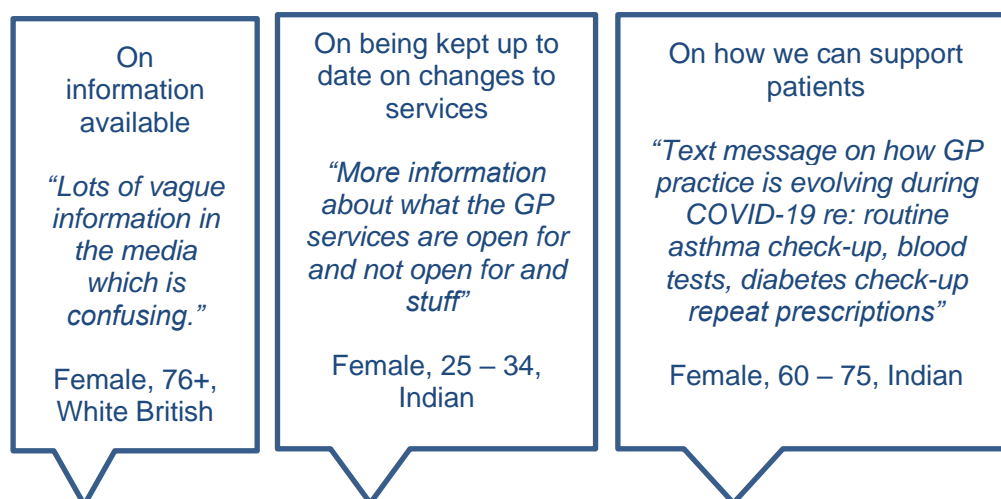 On
information
available
“Lots of vague
information in
the media
which is
confusing.”
Female, 76+,
White British
On being kept up to
date on changes to
services
“More information
about what the GP
services are open for
and not open for and
stuff”
Female, 25 – 34,
Indian
On how we can support
patients
“Text message on how GP
practice is evolving during
COVID-19 re: routine
asthma check-up, blood
tests, diabetes check-up
repeat prescriptions”
Female, 60 – 75, Indian